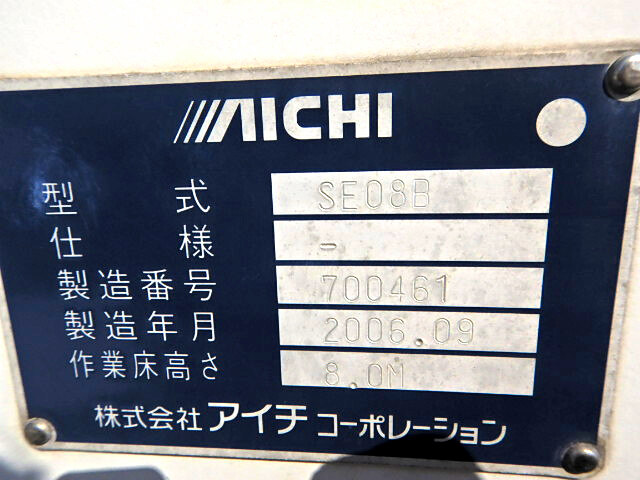 AICHI
型式 SE08B
仕様 -
製造番号 700461
製造年月 2006.09
作業床高さ 8.0M
株式会社アイチコーポレーション